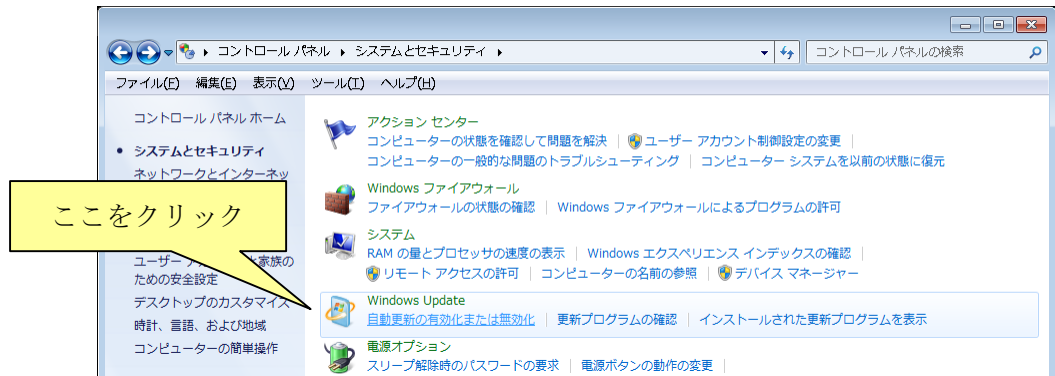 コントロール パネル システムとセキュリティ
コントロール パネルの検索
ファイル(F) 編集(E) 表示(V) ツール(T) ヘルプ(H)
コントロール パネル ホーム
システムとセキュリティ
ネットワークとインターネッ
ここをクリック
ユーザー と家族の
ための安全設定
デスクトップのカスタマイズ
時計、言語、および地域
コンピューターの簡単操作
アクション センター
コンピューターの状態を確認して問題を解決 ユーザー アカウント制御設定の変更
コンピューターの一般的な問題のトラブルシューティング コンピューター システムを以前の状態に復元
Windows ファイアウォール
ファイアウォールの状態の確認 Windows ファイアウォールによるプログラムの許可
システム
RAM の量とプロセッサの速度の表示 Windows エクスペリエンス インデックスの確認
リモート アクセスの許可 コンピューターの名前の参照 デバイス マネージャー
Windows Update
自動更新の有効化または無効化 更新プログラムの確認 インストールされた更新プログラムを表示
電源オプション
スリープ解除時のパスワードの要求 電源ボタンの動作の変更